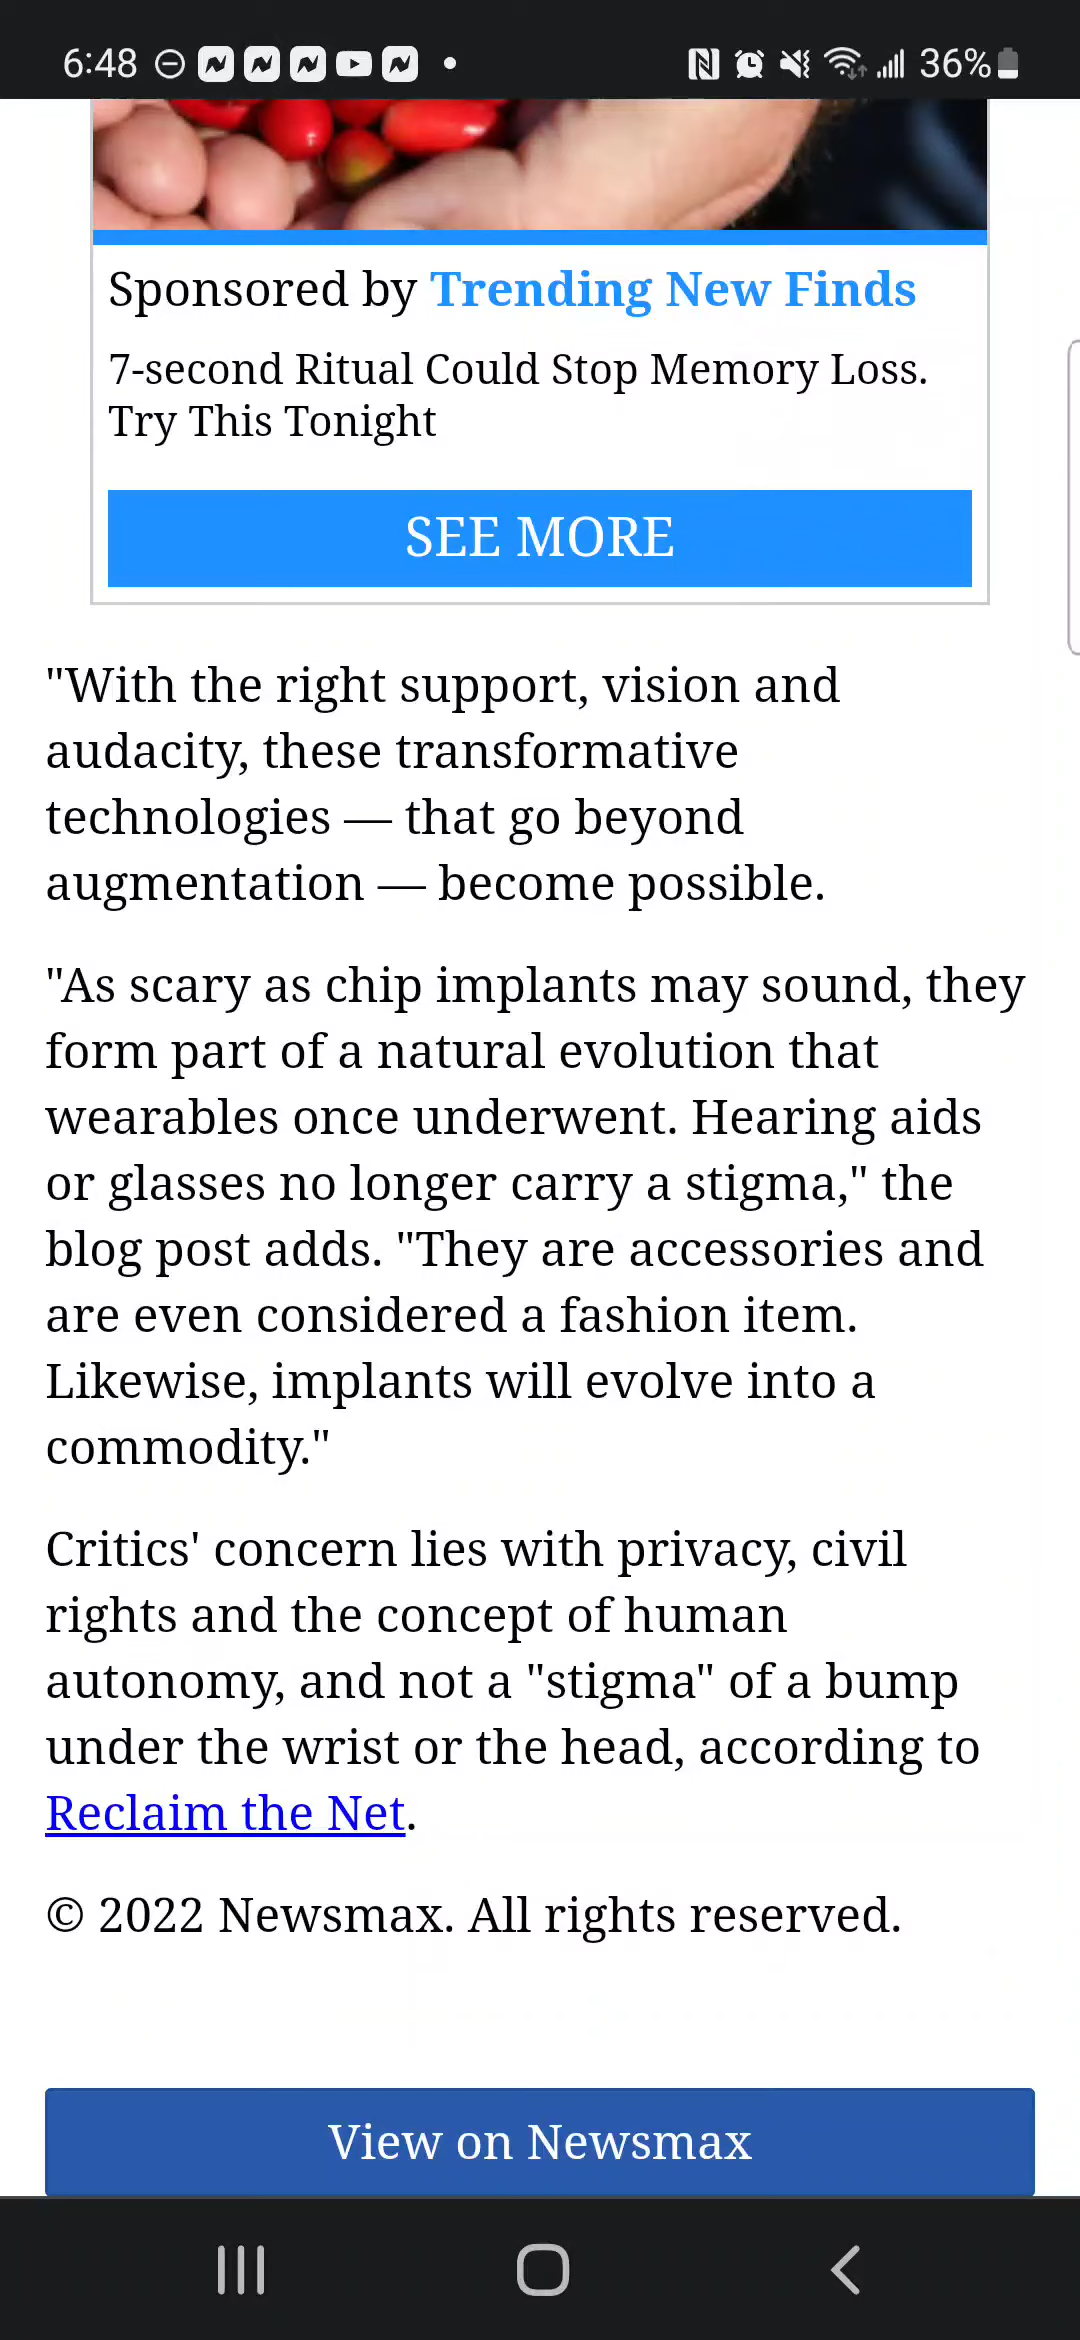 6:48 36%
Sponsored by Trending New Finds
7-second Ritual Could Stop Memory Loss.
Try This Tonight
SEE MORE
"With the right support, vision and
audacity, these transformative
technologies — that go beyond
augmentation — become possible.
"As scary as chip implants may sound, they
form part of a natural evolution that
wearables once underwent. Hearing aids
or glasses no longer carry a stigma," the
blog post adds. "They are accessories and
are even considered a fashion item.
Likewise, implants will evolve into a
commodity."
Critics' concern lies with privacy, civil
rights and the concept of human
autonomy, and not a "stigma" of a bump
under the wrist or the head, according to
Reclaim the Net.
© 2022 Newsmax. All rights reserved.
View on Newsmax